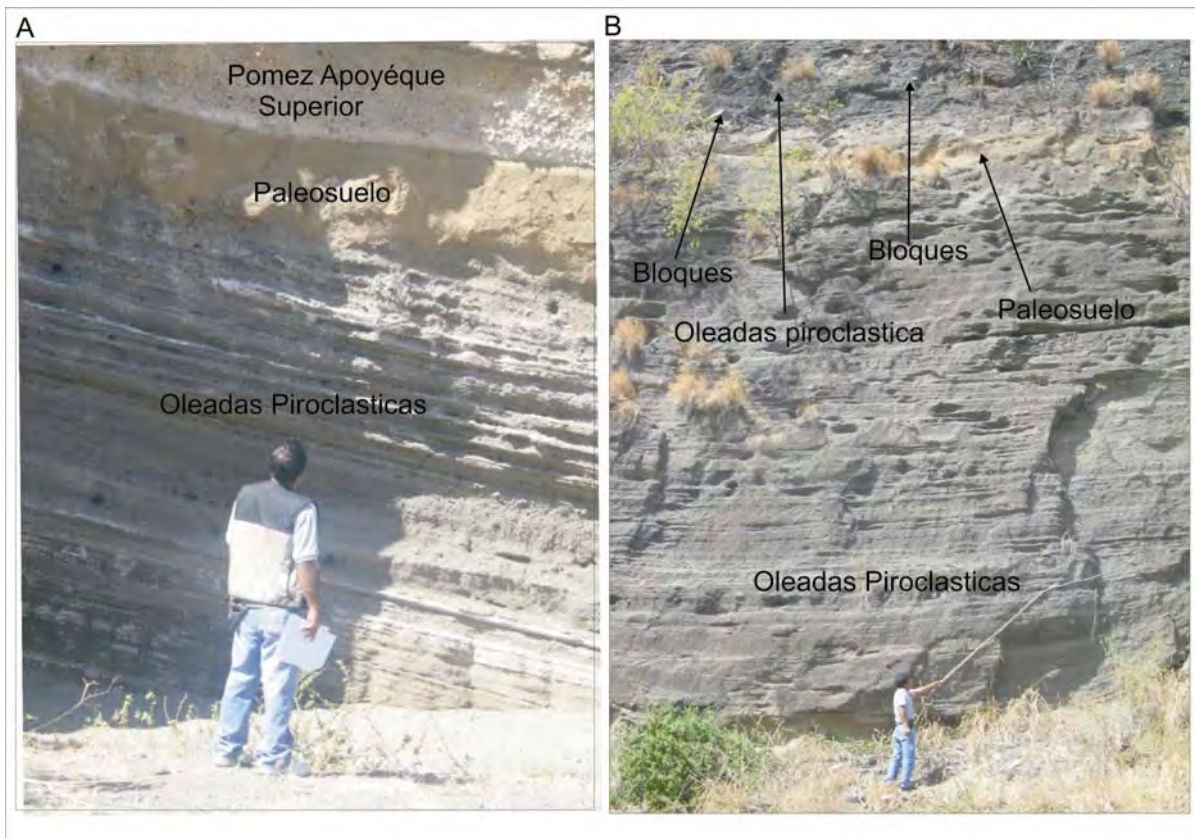 A
Pomez Apoyéque
Superior
Paleosuelo
Oleadas Piroclasticas
B
Bloques
Bloques
Oleadas piroclastica
Paleosuelo
Oleadas Piroclasticas